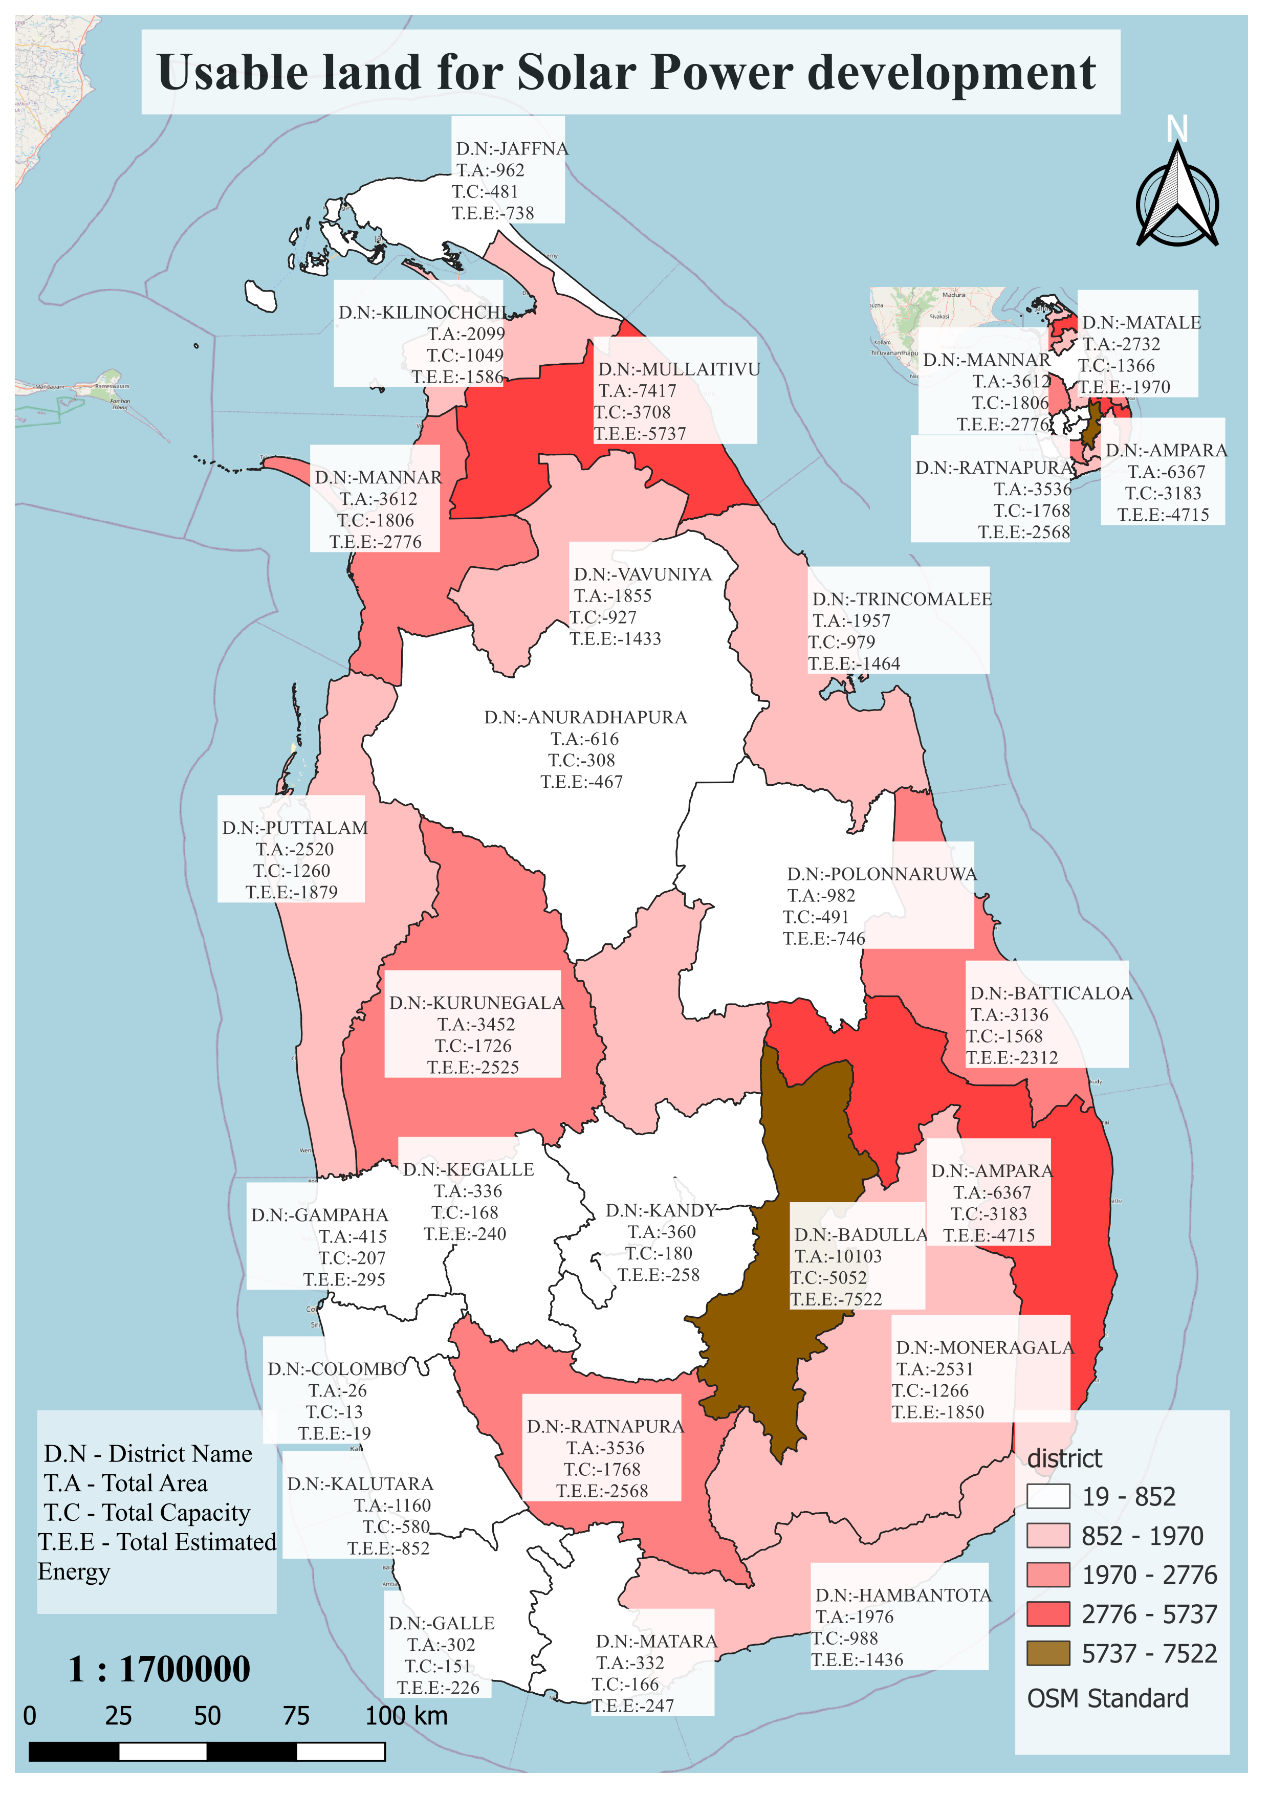 Usable land for Solar Power development
N
D.N:-JAFFNA
T.A:-962
T.C:-481
T.E.E:-738
D.N:-KILINOCHCHI
T.A:-2099
T.C:-1049
T.E.E:-1586
D.N:-MULLAITIVU
T.A:-7417
T.C:-3708
T.E.E:-5737
Madura
Sivakasi
D.N:-MATALE
T.A:-2732
T.C:-1366
T.E.E:-1970
D.N:-MANNAR
T.A:-3612
T.C:-1806
T.E.E:-2776
D.N:-AMPARA
T.A:-6367
T.C:-3183
T.E.E:-4715
D.N:-RATNAPURA
T.A:-3536
T.C:-1768
T.E.E:-2568
D.N:-MANNAR
T.A:-3612
T.C:-1806
T.E.E:-2776
D.N:-VAVUNIYA
T.A:-1855
T.C:-927
T.E.E:-1433
D.N:-TRINCOMALEE
T.A:-1957
T.C:-979
T.E.E:-1464
D.N:-ANURADHAPURA
T.A:-616
T.C:-308
T.E.E:-467
D.N:-PUTTALAM
T.A:-2520
T.C:-1260
T.E.E:-1879
D.N:-POLONNARUWA
T.A:-982
T.C:-491
T.E.E:-746
D.N:-KURUNEGALA
T.A:-3452
T.C:-1726
T.E.E:-2525
D.N:-BATTICALOA
T.A:-3136
T.C:-1568
T.E.E:-2312
D.N:-KEGALLE
T.A:-336
T.C:-168
T.E.E:-240
D.N:-GAMPAHA
T.A:-415
T.C:-207
T.E.E:-295
D.N:-KANDY
T.A:-360
T.C:-180
T.E.E:-258
D.N:-AMPARA
T.A:-6367
T.C:-3183
T.E.E:-4715
D.N:-BADULLA
T.A:-10103
T.C:-5052
T.E.E:-7522
D.N:-MONERAGALA
T.A:-2531
T.C:-1266
T.E.E:-1850
D.N:-COLOMBO
T.A:-26
T.C:-13
T.E.E:-19
D.N:-RATNAPURA
T.A:-3536
T.C:-1768
T.E.E:-2568
D.N:-KALUTARA
T.A:-1160
T.C:-580
T.E.E:-852
D.N:-GALLE
T.A:-302
T.C:-151
T.E.E:-226
D.N:-MATARA
T.A:-332
T.C:-166
T.E.E:-247
D.N:-HAMBANTOTA
T.A:-1976
T.C:-988
T.E.E:-1436
D.N - District Name
T.A - Total Area
T.C - Total Capacity
T.E.E - Total Estimated
Energy
1 : 1700000
0 25 50 75 100 km
district
19 - 852
852 - 1970
1970 - 2776
2776 - 5737
5737 - 7522
OSM Standard